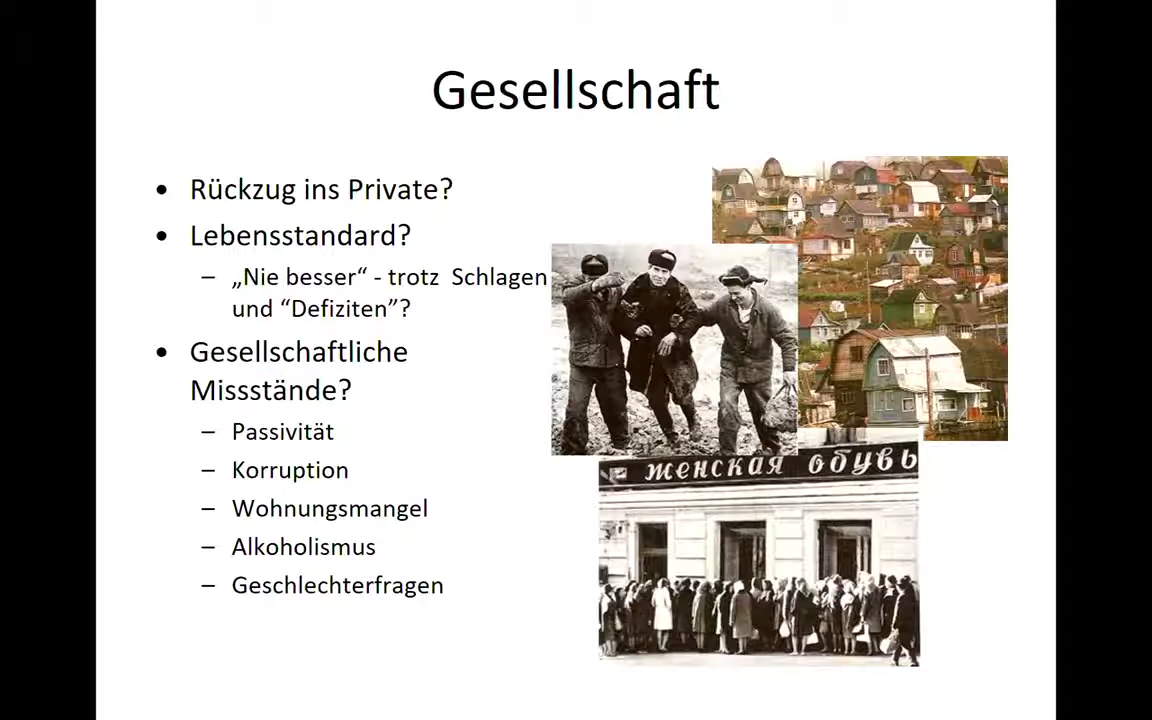 Gesellschaft
• Rückzug ins Private?
• Lebensstandard?
– „Nie besser“ - trotz  Schlagen
und “Defiziten”?
• Gesellschaftliche
Missstände?
– Passivität
– Korruption
– Wohnungsmangel
– Alkoholismus
– Geschlechterfragen
женская обувь